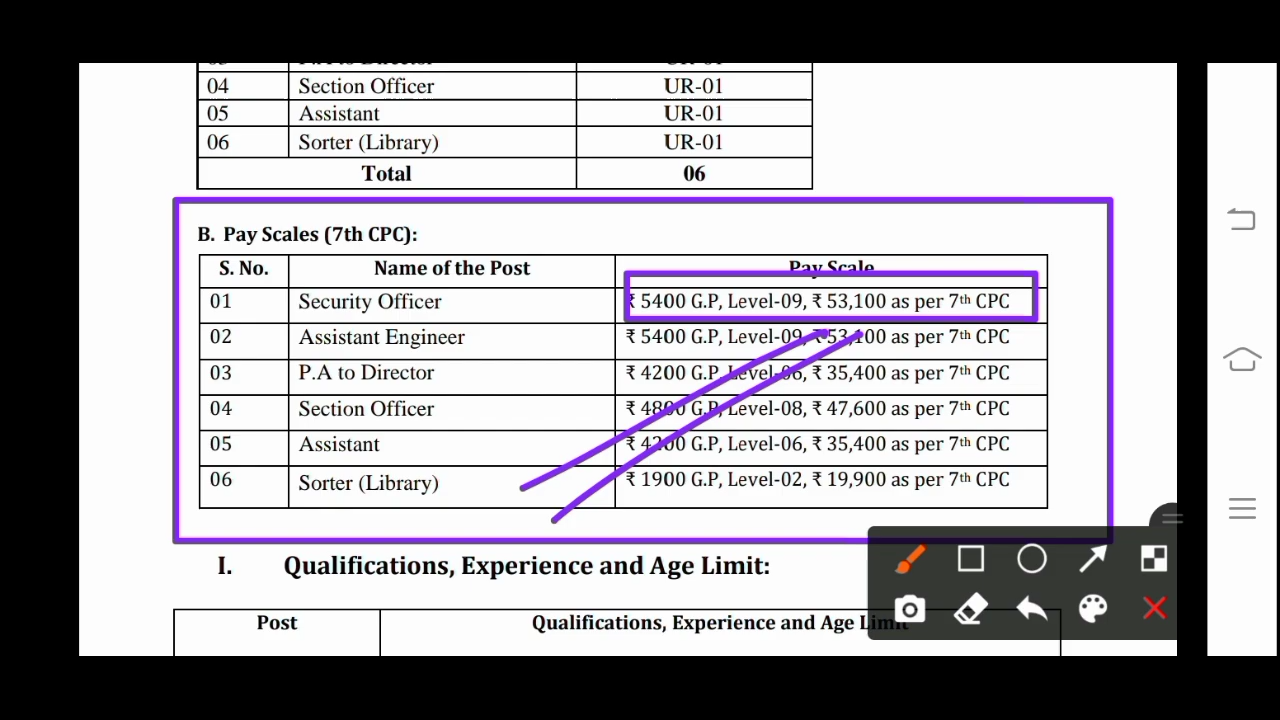 04 Section Officer UR-01
05 Assistant UR-01
06 Sorter (Library) UR-01
Total 06
B. Pay Scales (7th CPC):
S. No. Name of the Post Pay Scale
01 Security Officer ₹ 5400 G.P, Level-09, ₹ 53,100 as per 7th CPC
02 Assistant Engineer ₹ 5400 G.P, Level-09, ₹ 53,100 as per 7th CPC
03 P.A to Director ₹ 4200 G.P, Level-06, ₹ 35,400 as per 7th CPC
04 Section Officer ₹ 4800 G.P, Level-08, ₹ 47,600 as per 7th CPC
05 Assistant ₹ 4200 G.P, Level-06, ₹ 35,400 as per 7th CPC
06 Sorter (Library) ₹ 1900 G.P, Level-02, ₹ 19,900 as per 7th CPC
I. Qualifications, Experience and Age Limit:
Post Qualifications, Experience and Age Limit